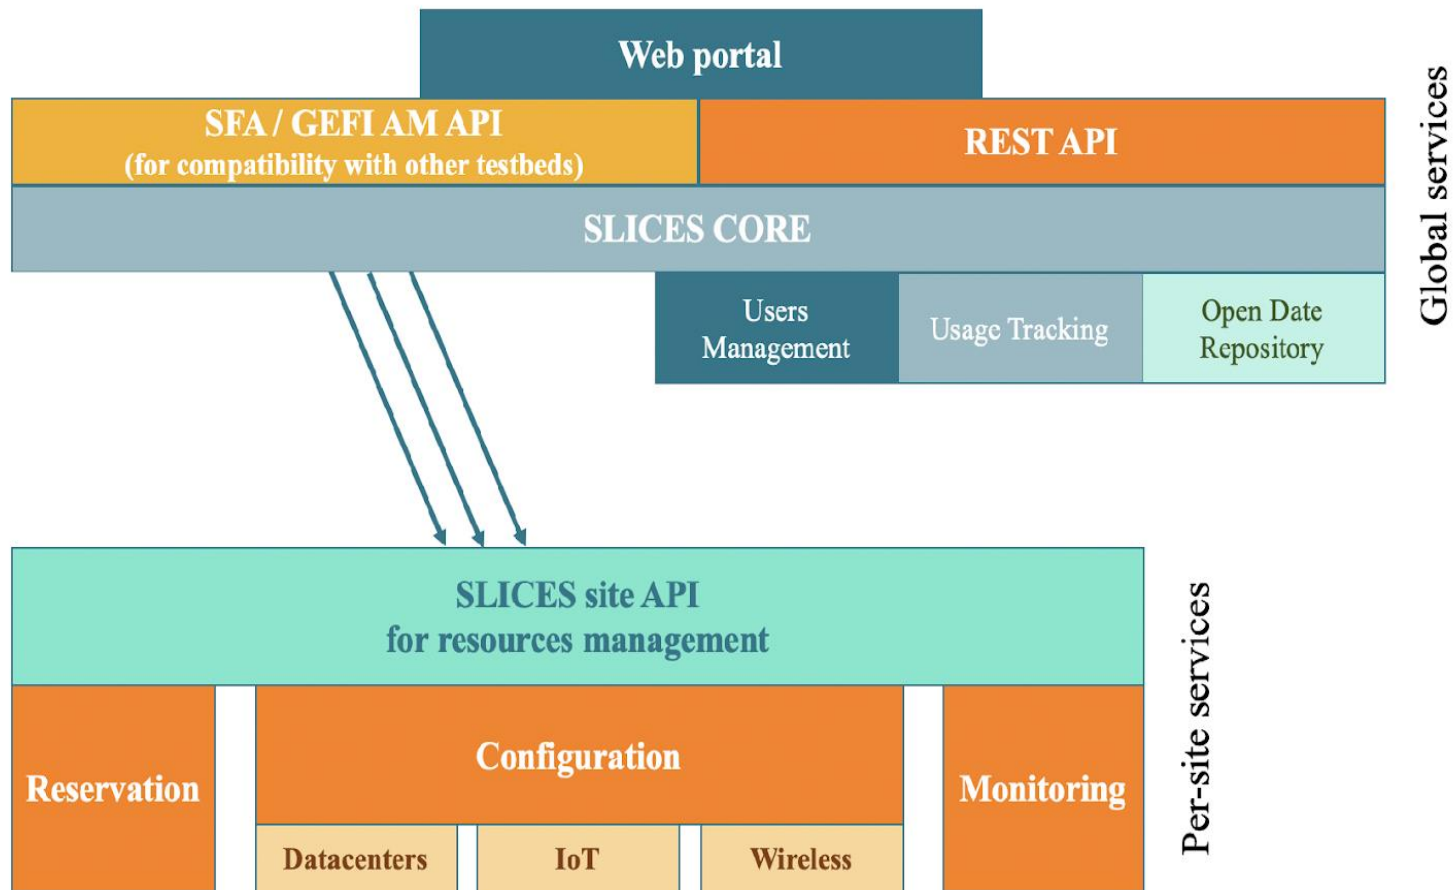 Web portal
SFA / GEFI AM API
(for compatibility with other testbeds)
REST API
SLICES CORE
Users
Management
Usage Tracking
Open Date
Repository
Global services
SLICES site API
for resources management
Reservation
Configuration
Monitoring
Datacenters
IoT
Wireless
Per-site services